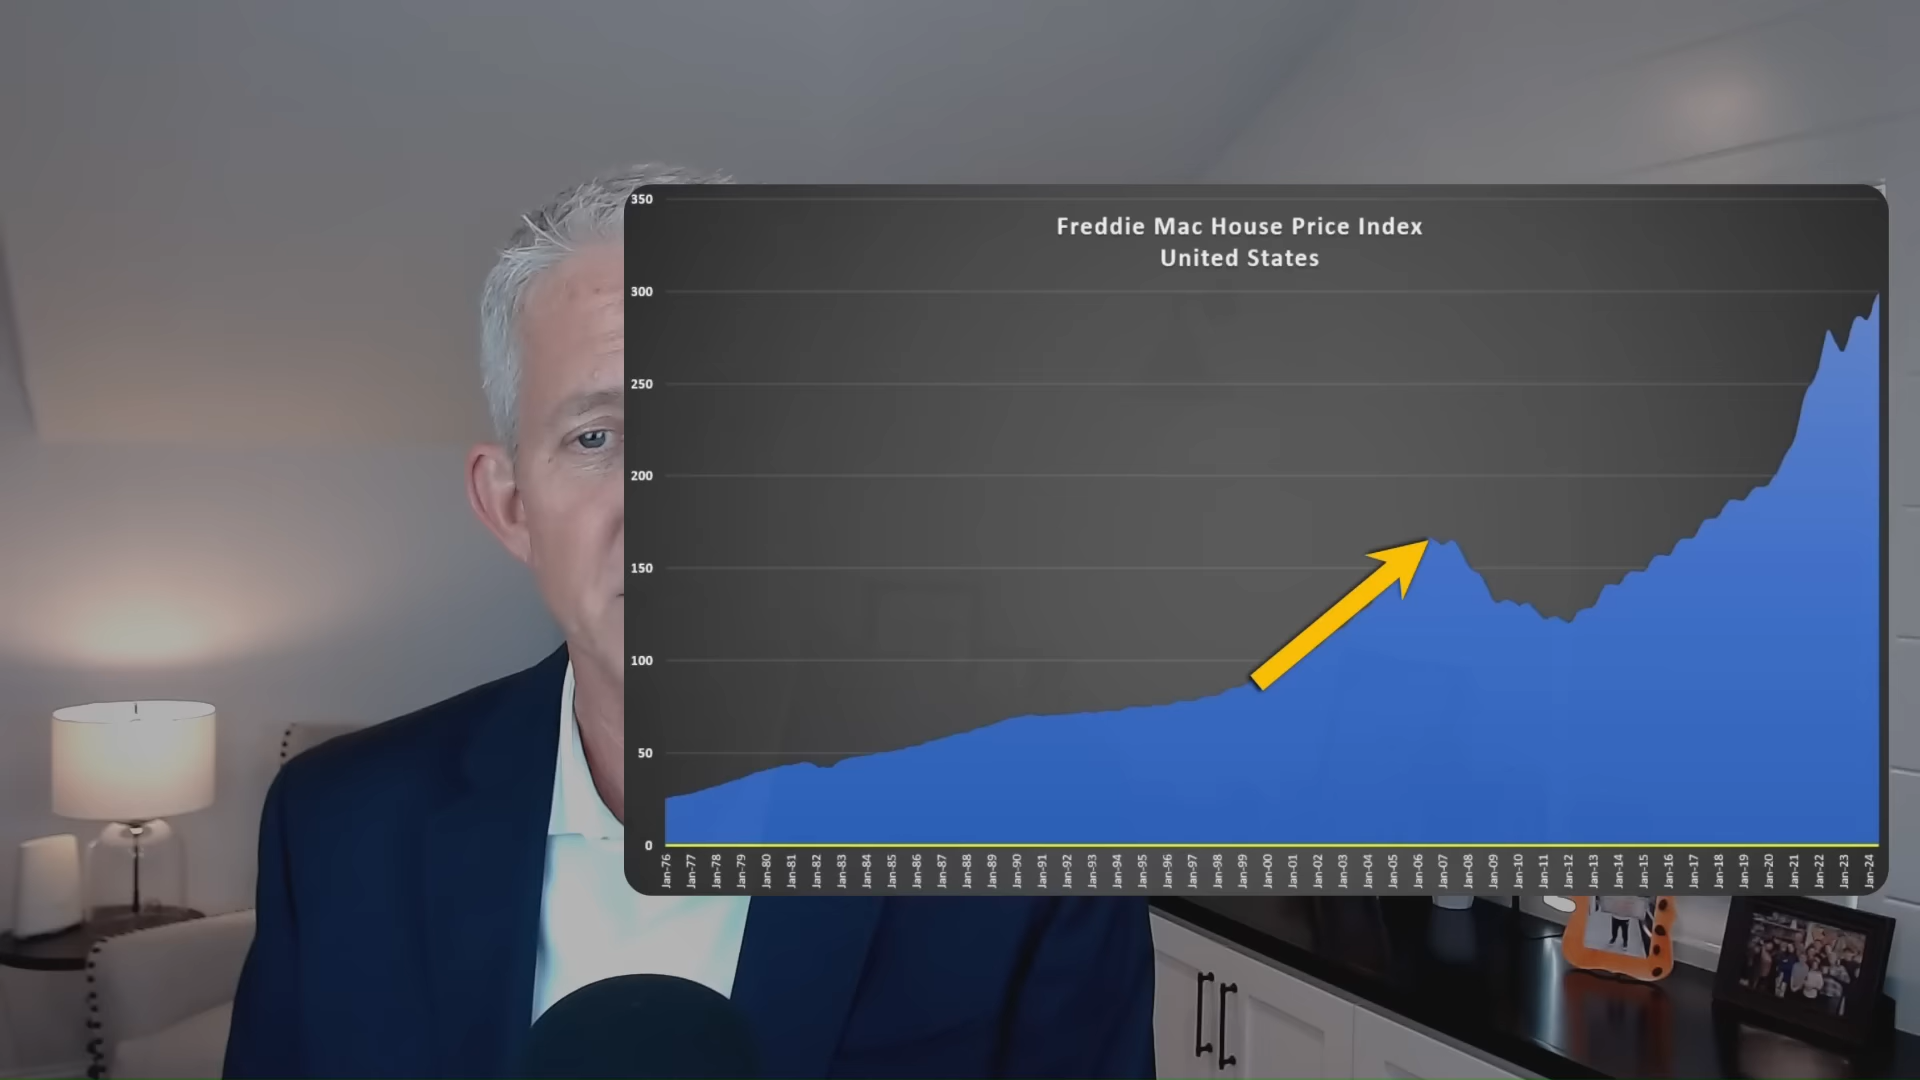 Freddie Mac House Price Index
United States
350
300
250
200
150
100
50
0
Jan-76
Jan-77
Jan-78
Jan-79
Jan-80
Jan-81
Jan-82
Jan-83
Jan-84
Jan-85
Jan-86
Jan-87
Jan-88
Jan-89
Jan-90
Jan-91
Jan-92
Jan-93
Jan-94
Jan-95
Jan-96
Jan-97
Jan-98
Jan-99
Jan-00
Jan-01
Jan-02
Jan-03
Jan-04
Jan-05
Jan-06
Jan-07
Jan-08
Jan-09
Jan-10
Jan-11
Jan-12
Jan-13
Jan-14
Jan-15
Jan-16
Jan-17
Jan-18
Jan-19
Jan-20
Jan-21
Jan-22
Jan-23
Jan-24